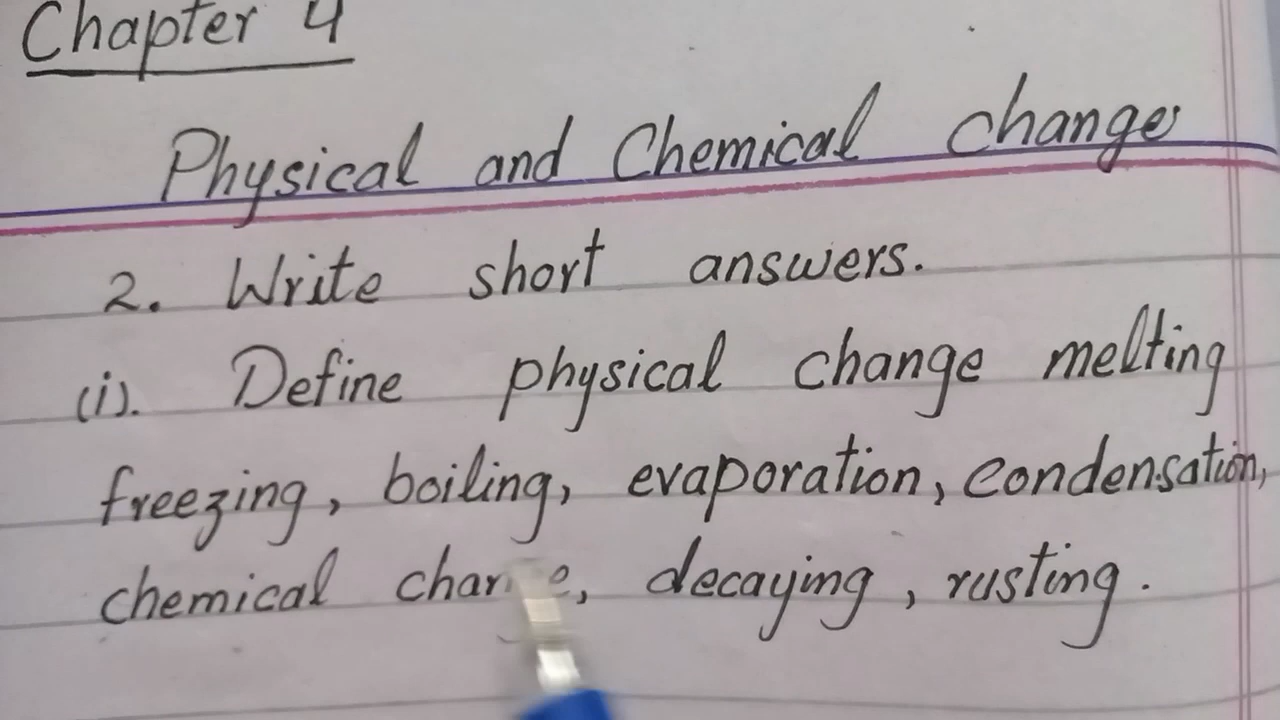 Chapter 4
Physical and Chemical changes
2. Write short answers.
(i). Define physical change melting
freezing, boiling, evaporation, condensation,
chemical change, decaying, rusting.